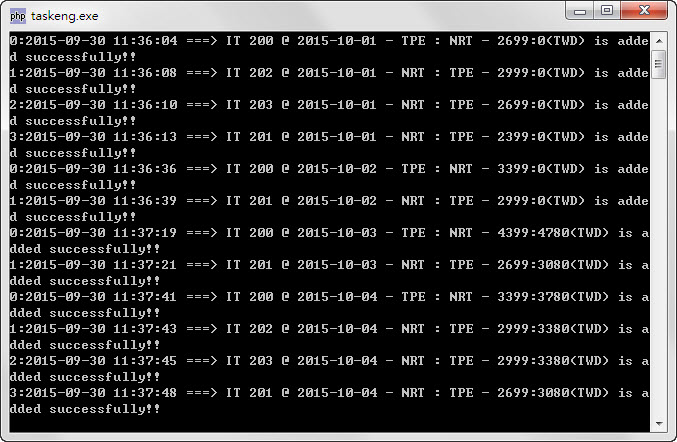 php taskeng.exe
0:2015-09-30 11:36:04 ===> IT 200 @ 2015-10-01 - TPE : NRT - 2699:0(TWD) is adde
d successfully!!
1:2015-09-30 11:36:08 ===> IT 202 @ 2015-10-01 - NRT : TPE - 2999:0(TWD) is adde
d successfully!!
2:2015-09-30 11:36:10 ===> IT 203 @ 2015-10-01 - NRT : TPE - 2699:0(TWD) is adde
d successfully!!
3:2015-09-30 11:36:13 ===> IT 201 @ 2015-10-01 - NRT : TPE - 2399:0(TWD) is adde
d successfully!!
0:2015-09-30 11:36:36 ===> IT 200 @ 2015-10-02 - TPE : NRT - 3399:0(TWD) is adde
d successfully!!
1:2015-09-30 11:36:39 ===> IT 201 @ 2015-10-02 - NRT : TPE - 2999:0(TWD) is adde
d successfully!!
0:2015-09-30 11:37:19 ===> IT 200 @ 2015-10-03 - TPE : NRT - 4399:4780(TWD) is a
dded successfully!!
1:2015-09-30 11:37:21 ===> IT 201 @ 2015-10-03 - NRT : TPE - 2699:3080(TWD) is a
dded successfully!!
0:2015-09-30 11:37:41 ===> IT 200 @ 2015-10-04 - TPE : NRT - 3399:3780(TWD) is a
dded successfully!!
1:2015-09-30 11:37:43 ===> IT 202 @ 2015-10-04 - NRT : TPE - 2999:3380(TWD) is a
dded successfully!!
2:2015-09-30 11:37:45 ===> IT 203 @ 2015-10-04 - NRT : TPE - 2999:3380(TWD) is a
dded successfully!!
3:2015-09-30 11:37:48 ===> IT 201 @ 2015-10-04 - NRT : TPE - 2699:3080(TWD) is a
dded successfully!!